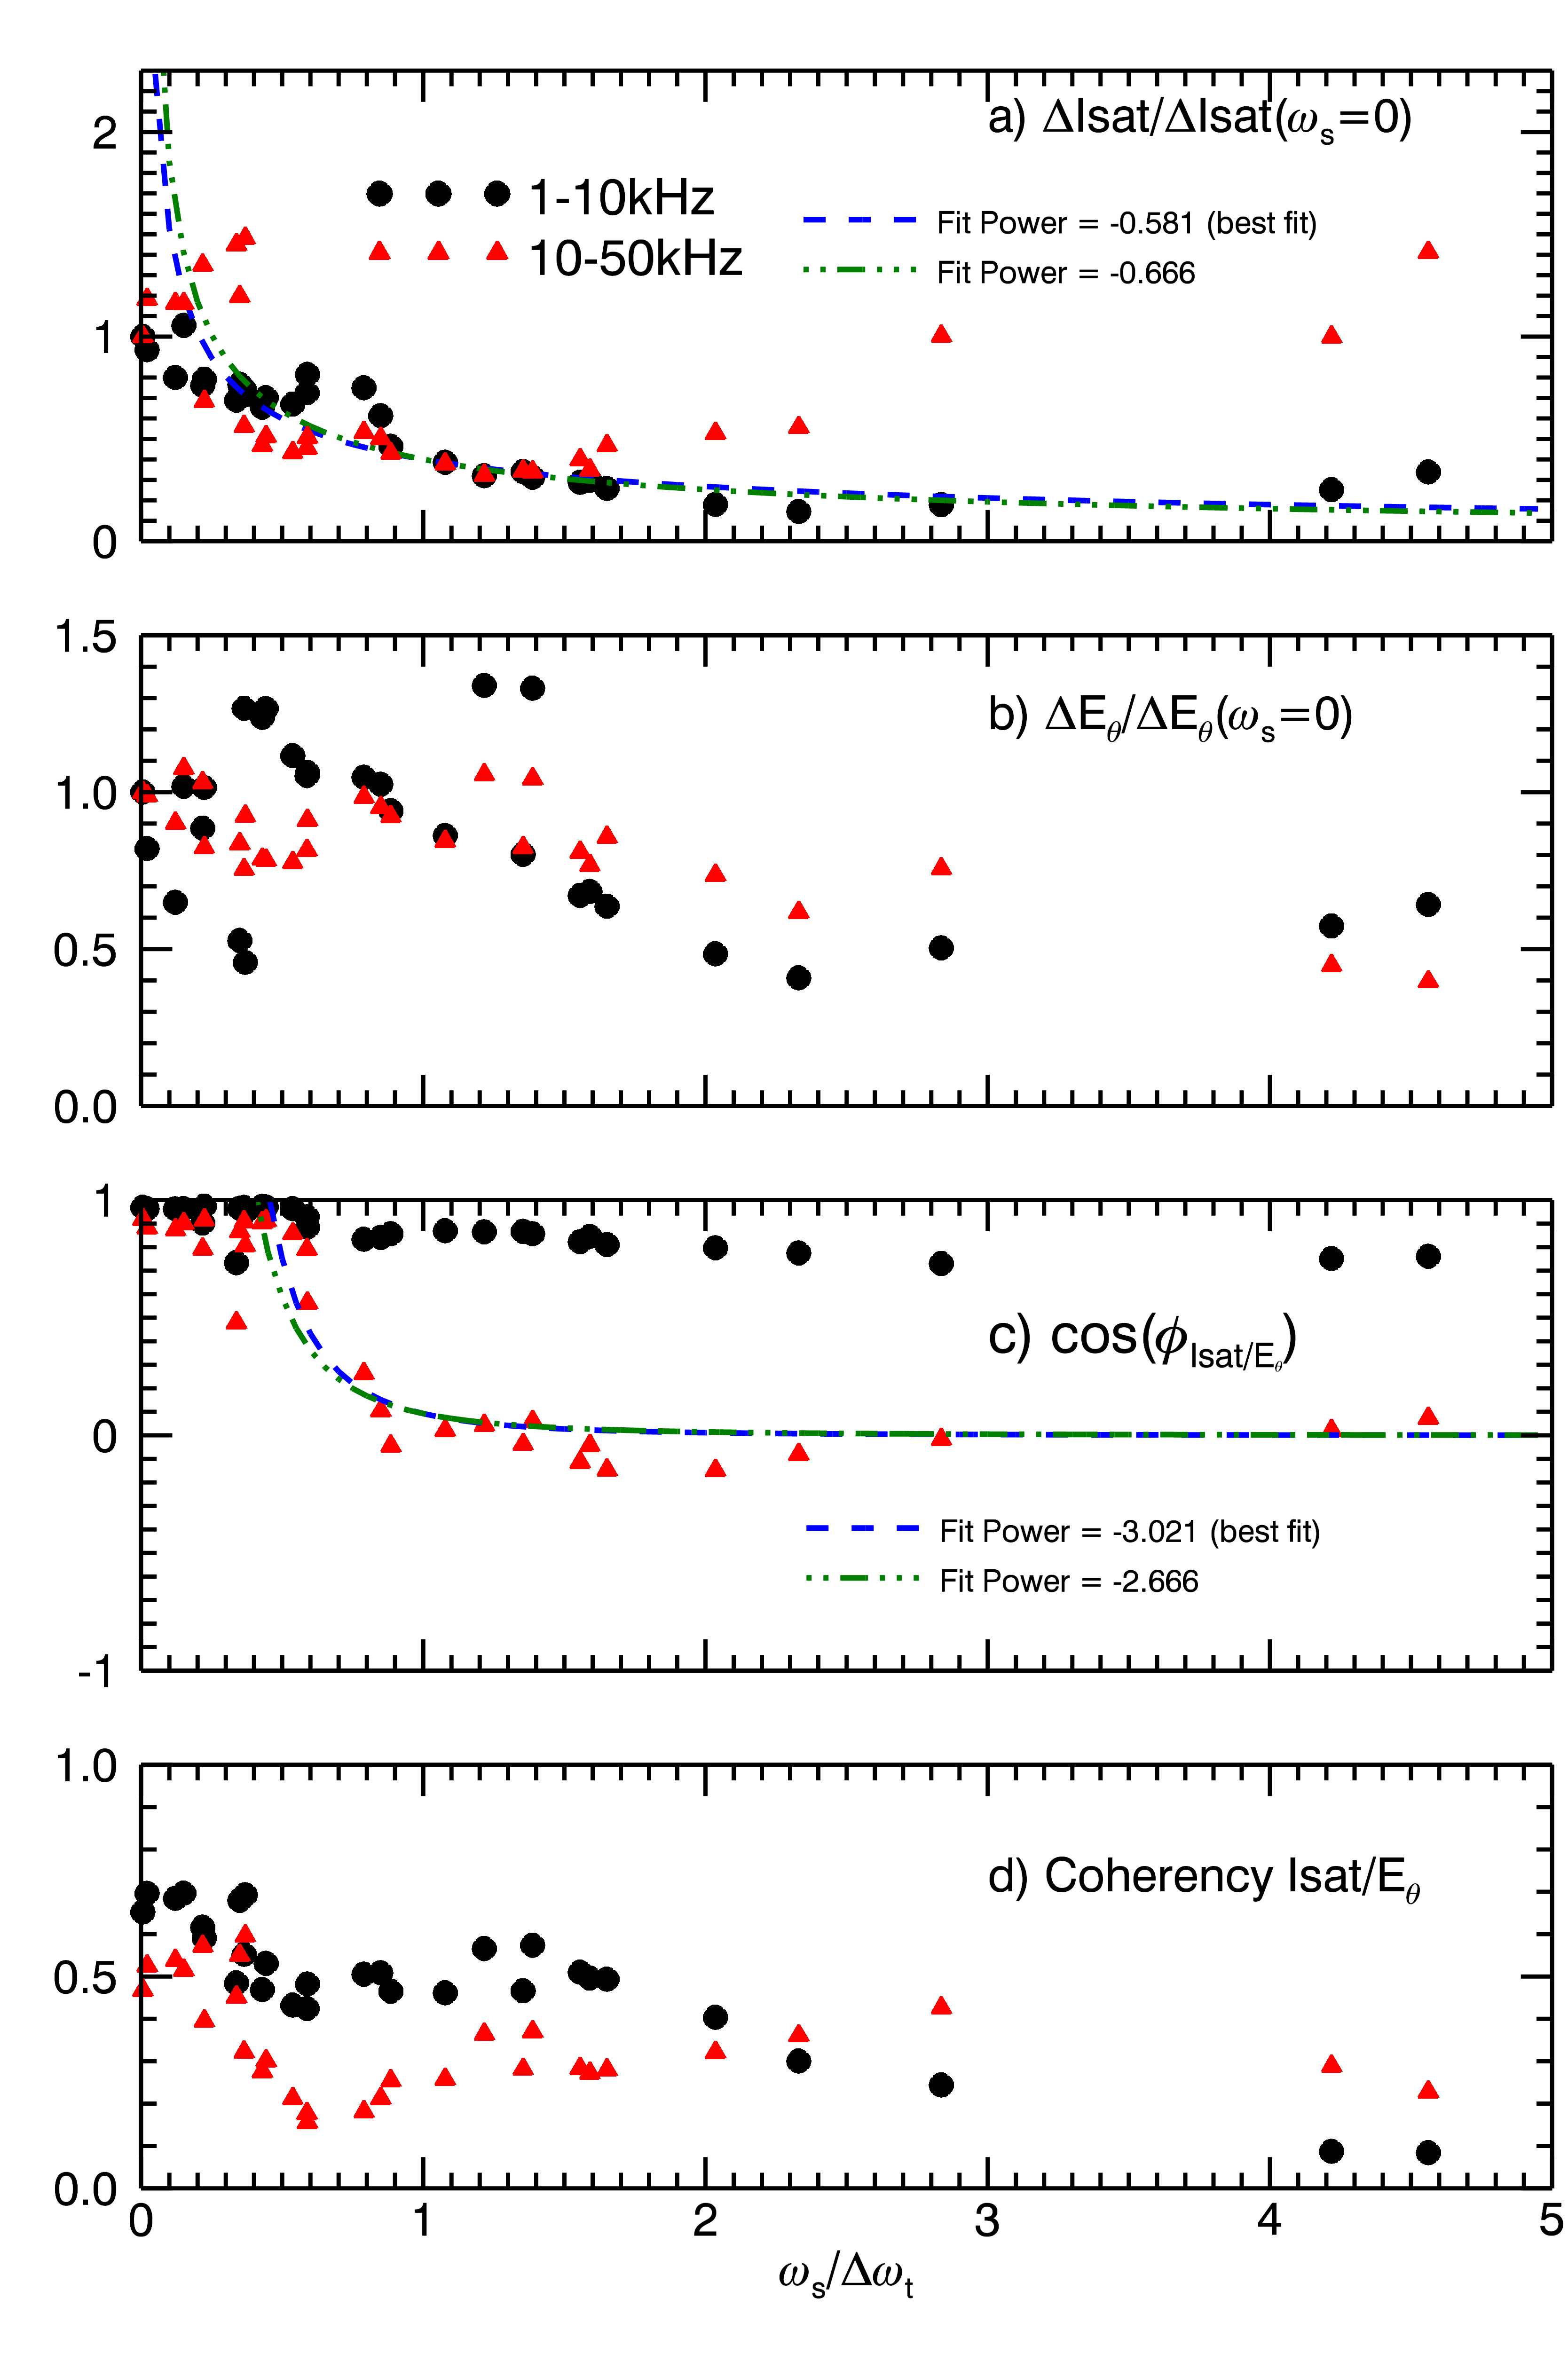 a) ΔIsat/ΔIsat(ωs=0)
2
1
0
1-10kHz
10-50kHz
Fit Power = -0.581 (best fit)
Fit Power = -0.666
b) ΔEθ/ΔEθ(ωs=0)
1.5
1.0
0.5
0.0
c) cos(ϕIsat/Eθ)
1
0
-1
Fit Power = -3.021 (best fit)
Fit Power = -2.666
d) Coherency Isat/Eθ
1.0
0.5
0.0
0 1 2 3 4 5
ωs/Δωt